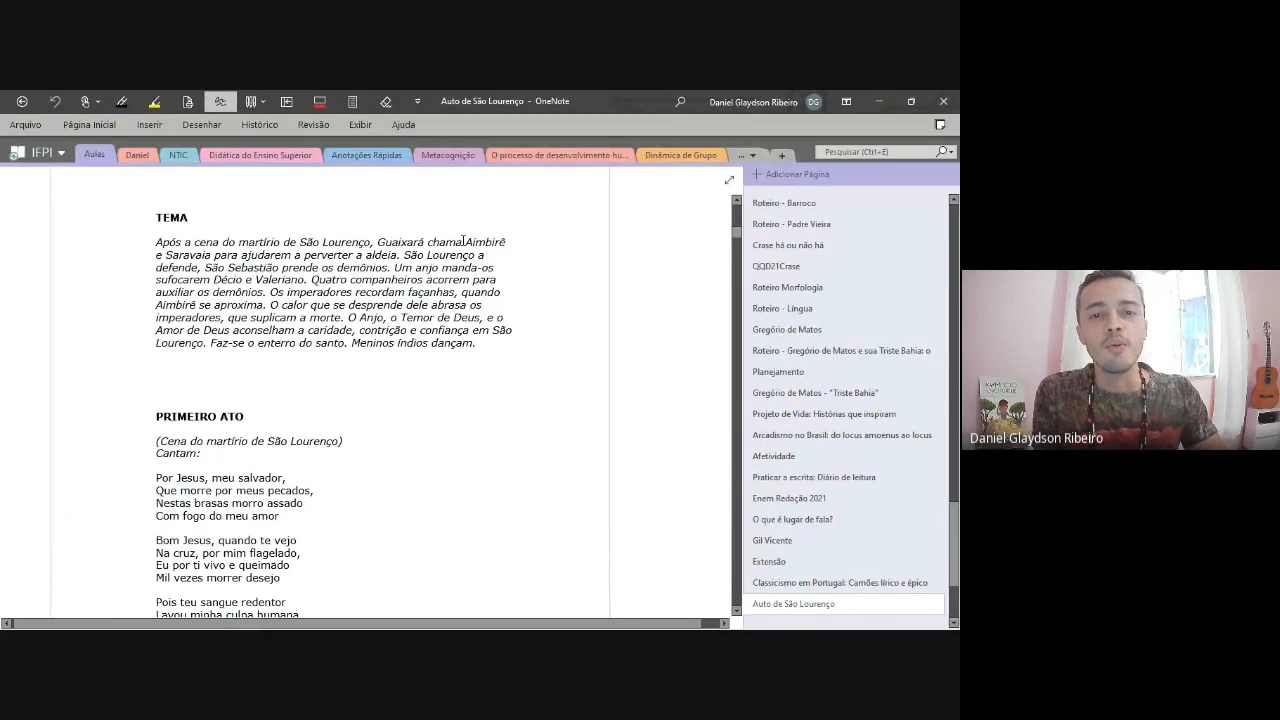 Auto de São Lourenço - OneNote
Daniel Glaydson Ribeiro
DG
Arquivo
Página Inicial
Inserir
Desenhar
Histórico
Revisão
Exibir
Ajuda
IFPI
Aulas
Daniel
NTIC
Didática do Ensino Superior
Anotações Rápidas
Metacognição
O processo de desenvolvimento hu...
Dinâmica de Grupo
...
Pesquisar (Ctrl+E)
TEMA
Após a cena do martírio de São Lourenço, Guaixará chama Aimbirê
e Saravaia para ajudarem a perverter a aldeia. São Lourenço a
defende, São Sebastião prende os demônios. Um anjo manda-os
sufocarem Décio e Valeriano. Quatro companheiros acorrem para
auxiliar os demônios. Os imperadores recordam façanhas, quando
Aimbirê se aproxima. O calor que se desprende dele abrasa os
imperadores, que suplicam a morte. O Anjo, o Temor de Deus, e o
Amor de Deus aconselham a caridade, contrição e confiança em São
Lourenço. Faz-se o enterro do santo. Meninos índios dançam.
PRIMEIRO ATO
(Cena do martírio de São Lourenço)
Cantam:
Por Jesus, meu salvador,
Que morre por meus pecados,
Nestas brasas morro assado
Com fogo do meu amor
Bom Jesus, quando te vejo
Na cruz, por mim flagelado,
Eu por ti vivo e queimado
Mil vezes morrer desejo
Pois teu sangue redentor
Lavou minha culpa humana,
Adicionar Página
Roteiro - Barroco
Roteiro - Padre Vieira
Crase há ou não há
QQD21Crase
Roteiro Morfologia
Roteiro - Língua
Gregório de Matos
Roteiro - Gregório de Matos e sua Triste Bahia: o
Planejamento
Gregório de Matos - "Triste Bahia"
Projeto de Vida: Histórias que inspiram
Arcadismo no Brasil: do locus amoenus ao locus
Afetividade
Praticar a escrita: Diário de leitura
Enem Redação 2021
O que é lugar de fala?
Gil Vicente
Extensão
Classicismo em Portugal: Camões lírico e épico
Auto de São Lourenço
Daniel Glaydson Ribeiro